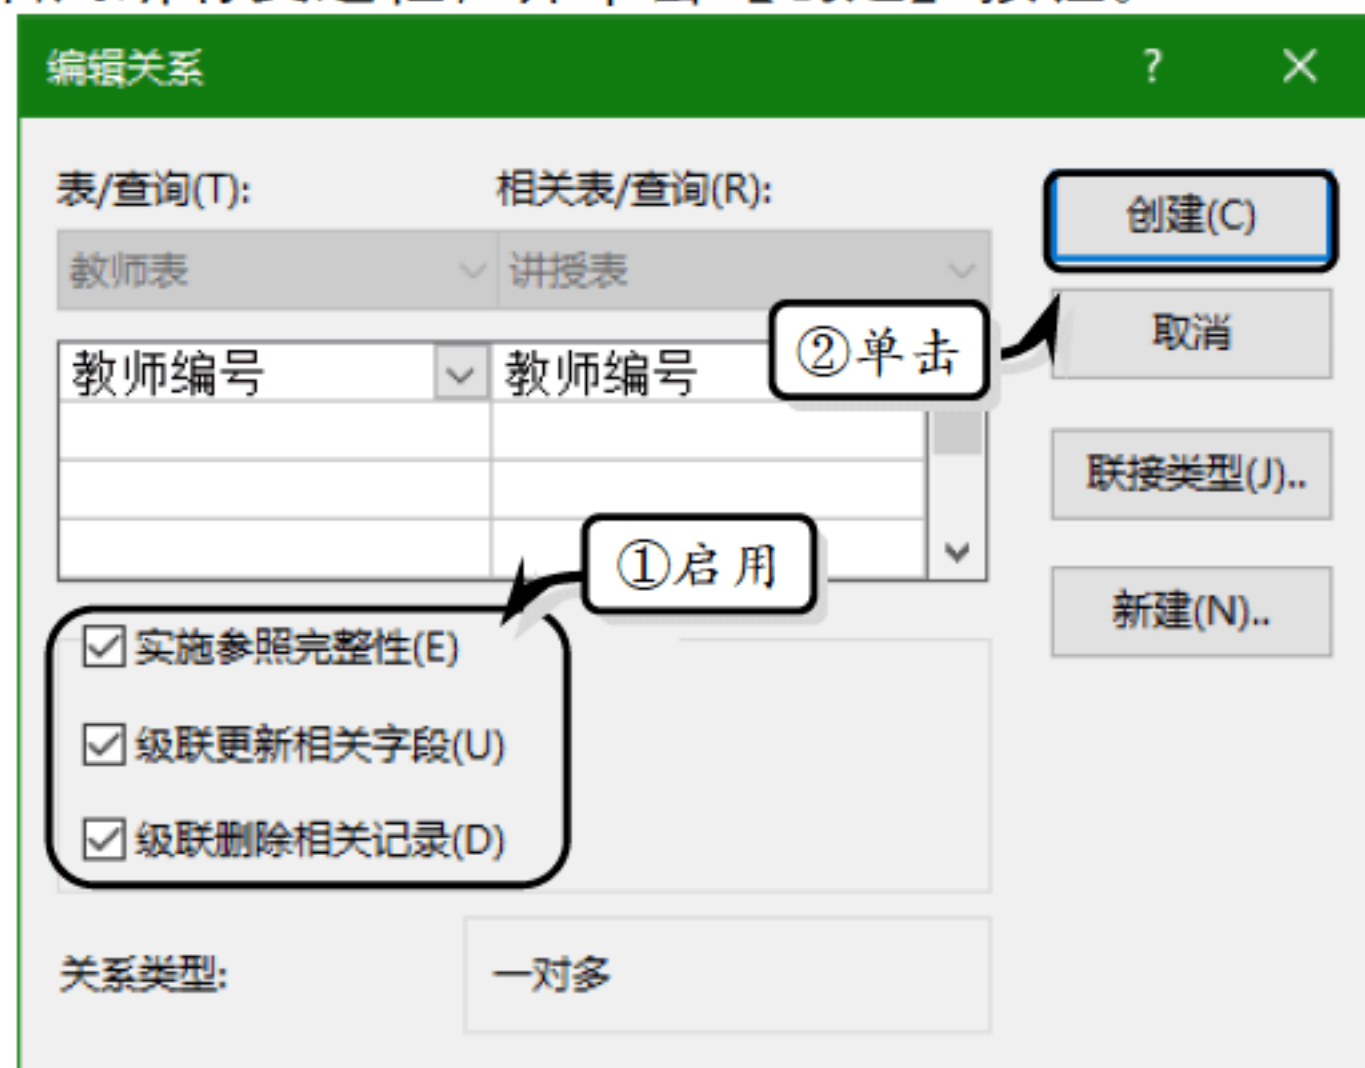 编辑关系
?
表/查询(T):
相关表/查询(R):
创建(C)
教师表
讲授表
取消
②单击
教师编号
教师编号
联接类型(J)..
①启用
新建(N)..
实施参照完整性(E)
级联更新相关字段(U)
级联删除相关记录(D)
关系类型:
一对多